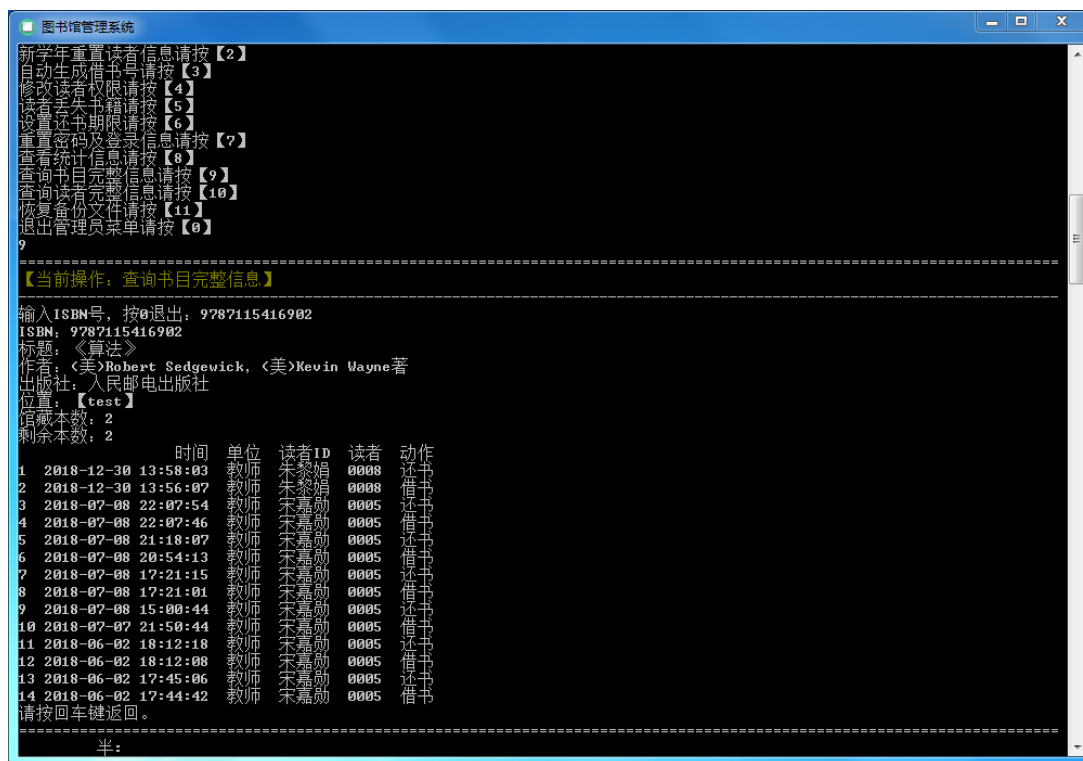 图书馆管理系统
新学年重置读者信息请按【2】
自动生成借书号请按【3】
修改读者权限请按【4】
读者丢失书籍请按【5】
设置还书期限请按【6】
重置密码及登录信息请按【7】
查看统计信息请按【8】
查询书目完整信息请按【9】
查询读者完整信息请按【10】
恢复备份文件请按【11】
退出管理员菜单请按【0】
9
【当前操作：查询书目完整信息】
输入ISBN号，按0退出：9787115416902
ISBN：9787115416902
标题：《算法》
作者：(美)Robert Sedgewick, (美)Kevin Wayne著
出版社：人民邮电出版社
位置：【test】
馆藏本数：2
剩余本数：2
时间 单位 读者ID 读者 动作
1 2018-12-30 13:58:03 教师 朱黎娟 0008 还书
2 2018-12-30 13:56:07 教师 朱黎娟 0008 借书
3 2018-07-08 22:07:54 教师 宋嘉勋 0005 还书
4 2018-07-08 22:07:46 教师 宋嘉勋 0005 借书
5 2018-07-08 21:18:07 教师 宋嘉勋 0005 还书
6 2018-07-08 20:54:13 教师 宋嘉勋 0005 借书
7 2018-07-08 17:21:15 教师 宋嘉勋 0005 还书
8 2018-07-08 17:21:01 教师 宋嘉勋 0005 借书
9 2018-07-08 15:00:44 教师 宋嘉勋 0005 还书
10 2018-07-07 21:50:44 教师 宋嘉勋 0005 借书
11 2018-06-02 18:12:18 教师 宋嘉勋 0005 还书
12 2018-06-02 18:12:08 教师 宋嘉勋 0005 借书
13 2018-06-02 17:45:06 教师 宋嘉勋 0005 还书
14 2018-06-02 17:44:42 教师 宋嘉勋 0005 借书
请按回车键返回。
半：